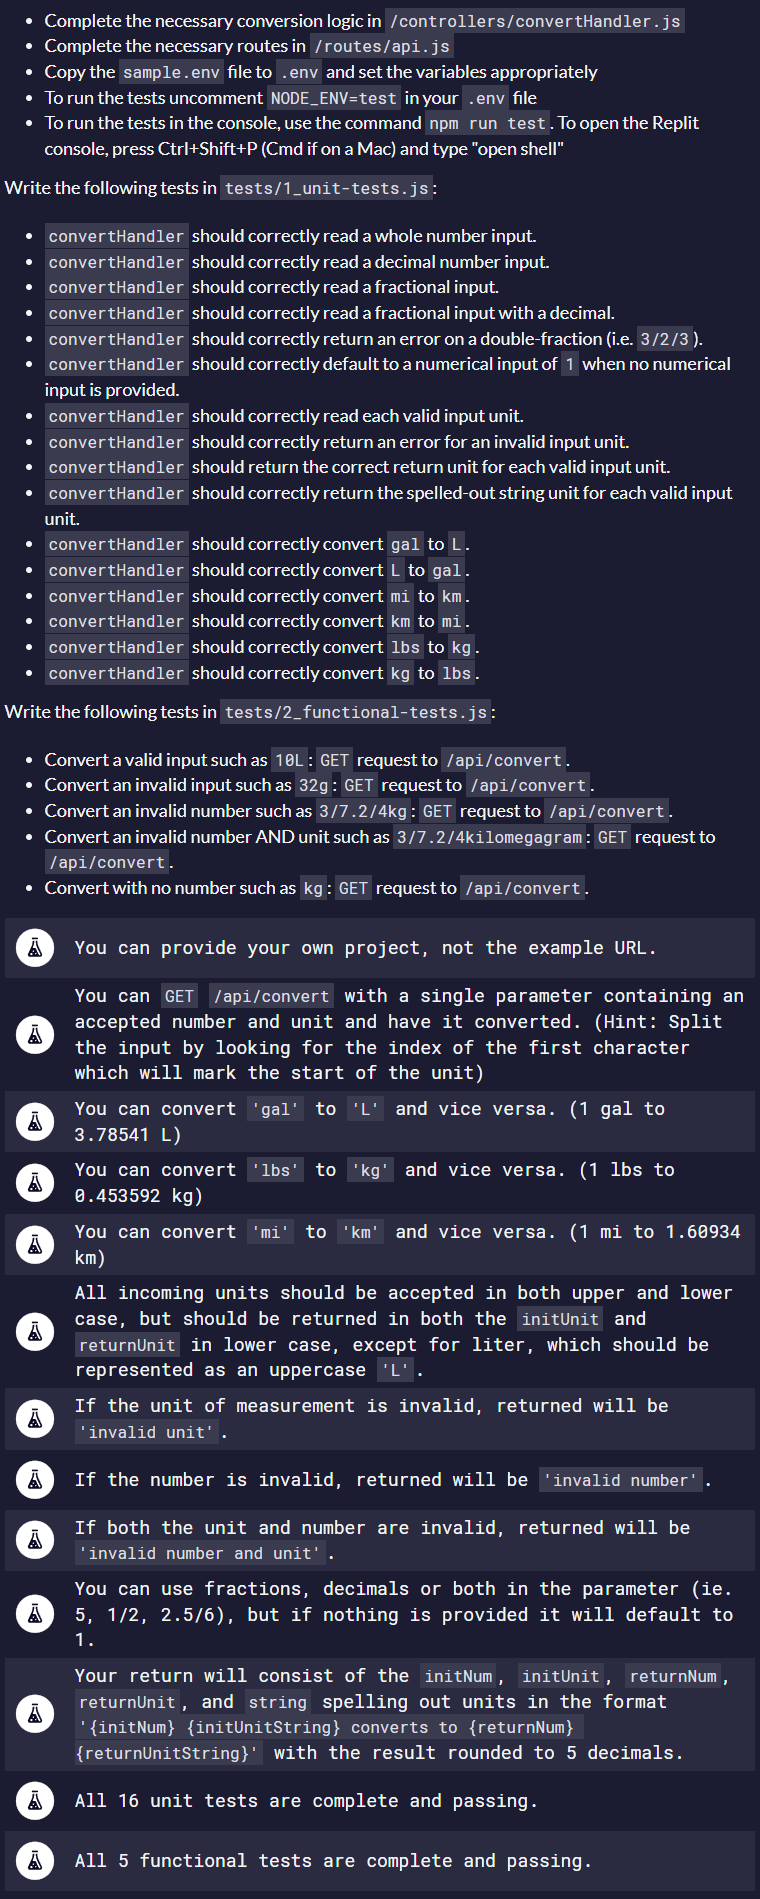 Complete the necessary conversion logic in /controllers/convertHandler.js
Complete the necessary routes in /routes/api.js
Copy the sample.env file to .env and set the variables appropriately
To run the tests uncomment NODE_ENV=test in your .env file
To run the tests in the console, use the command npm run test. To open the Replit
console, press Ctrl+Shift+P (Cmd if on a Mac) and type "open shell"
Write the following tests in tests/1_unit-tests.js:
convertHandler should correctly read a whole number input.
convertHandler should correctly read a decimal number input.
convertHandler should correctly read a fractional input.
convertHandler should correctly read a fractional input with a decimal.
convertHandler should correctly return an error on a double-fraction (i.e. 3/2/3).
convertHandler should correctly default to a numerical input of 1 when no numerical
input is provided.
convertHandler should correctly read each valid input unit.
convertHandler should correctly return an error for an invalid input unit.
convertHandler should return the correct return unit for each valid input unit.
convertHandler should correctly return the spelled-out string unit for each valid input
unit.
convertHandler should correctly convert gal to L.
convertHandler should correctly convert L to gal.
convertHandler should correctly convert mi to km.
convertHandler should correctly convert km to mi.
convertHandler should correctly convert lbs to kg.
convertHandler should correctly convert kg to lbs.
Write the following tests in tests/2_functional-tests.js:
Convert a valid input such as 10L: GET request to /api/convert.
Convert an invalid input such as 32g: GET request to /api/convert.
Convert an invalid number such as 3/7.2/4kg: GET request to /api/convert.
Convert an invalid number AND unit such as 3/7.2/4kilomegagram: GET request to
/api/convert.
Convert with no number such as kg: GET request to /api/convert.
You can provide your own project, not the example URL.
You can GET /api/convert with a single parameter containing an
accepted number and unit and have it converted. (Hint: Split
the input by looking for the index of the first character
which will mark the start of the unit)
You can convert 'gal' to 'L' and vice versa. (1 gal to
3.78541 L)
You can convert 'lbs' to 'kg' and vice versa. (1 lbs to
0.453592 kg)
You can convert 'mi' to 'km' and vice versa. (1 mi to 1.60934
km)
All incoming units should be accepted in both upper and lower
case, but should be returned in both the initUnit and
returnUnit in lower case, except for liter, which should be
represented as an uppercase 'L'.
If the unit of measurement is invalid, returned will be
'invalid unit'.
If the number is invalid, returned will be 'invalid number'.
If both the unit and number are invalid, returned will be
'invalid number and unit'.
You can use fractions, decimals or both in the parameter (ie.
5, 1/2, 2.5/6), but if nothing is provided it will default to
1.
Your return will consist of the initNum, initUnit, returnNum,
returnUnit, and string spelling out units in the format
'{initNum} {initUnitString} converts to {returnNum}
{returnUnitString}' with the result rounded to 5 decimals.
All 16 unit tests are complete and passing.
All 5 functional tests are complete and passing.